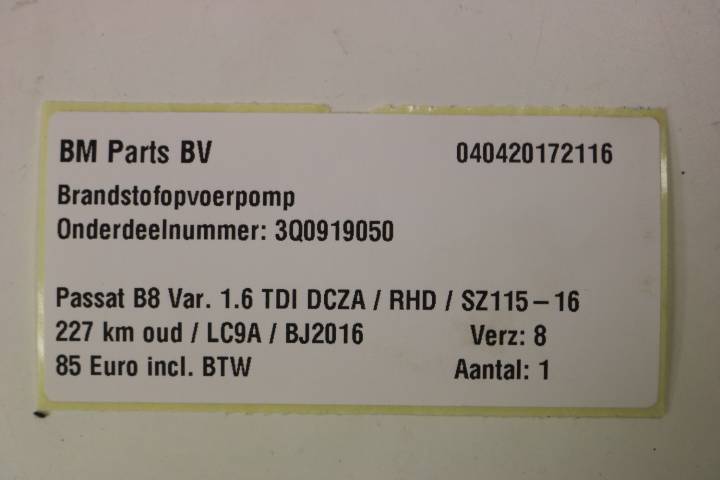 BM Parts BV 040420172116
Brandstofopvoerpomp
Onderdeelnummer: 3Q0919050
Passat B8 Var. 1.6 TDI DCZA / RHD / SZ115-16
227 km oud / LC9A / BJ2016 Verz: 8
85 Euro incl. BTW Aantal: 1